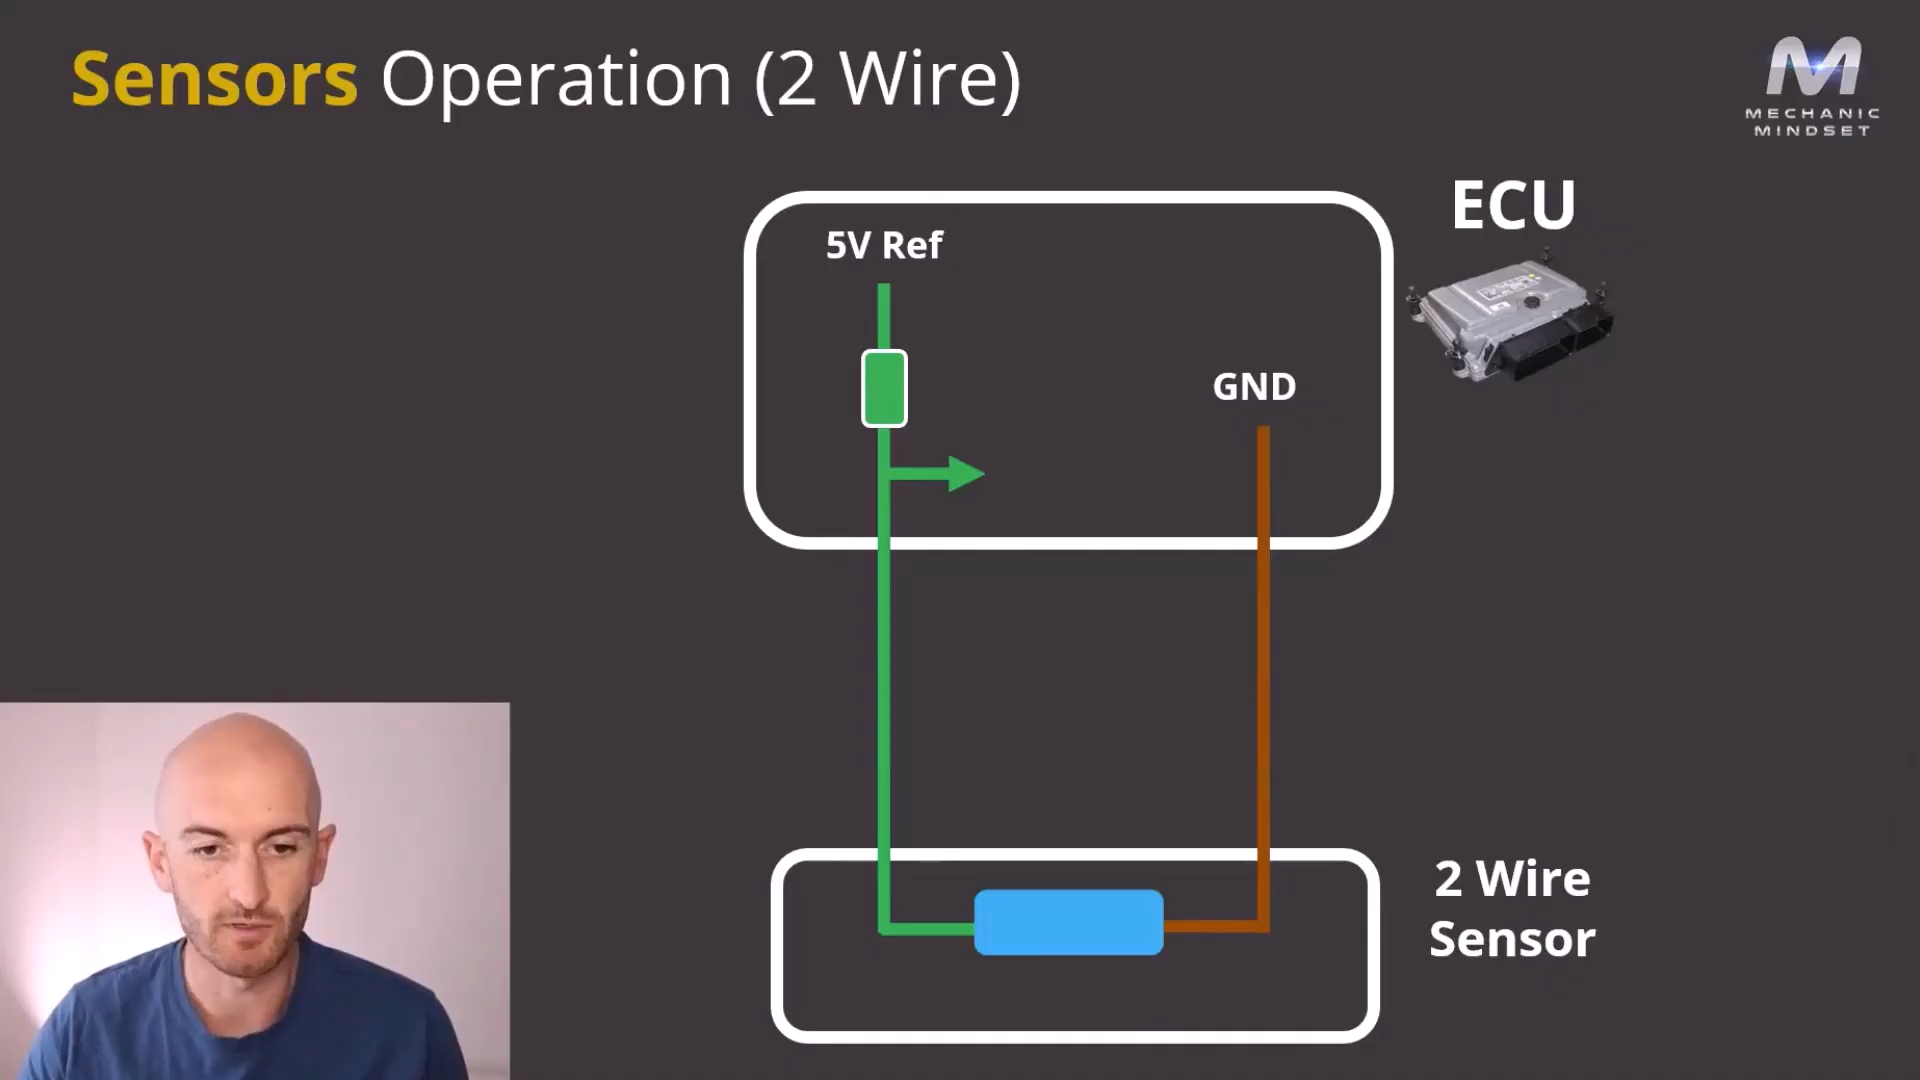 Sensors Operation (2 Wire)
MECHANIC
MINDSET
ECU
5V Ref
GND
2 Wire
Sensor